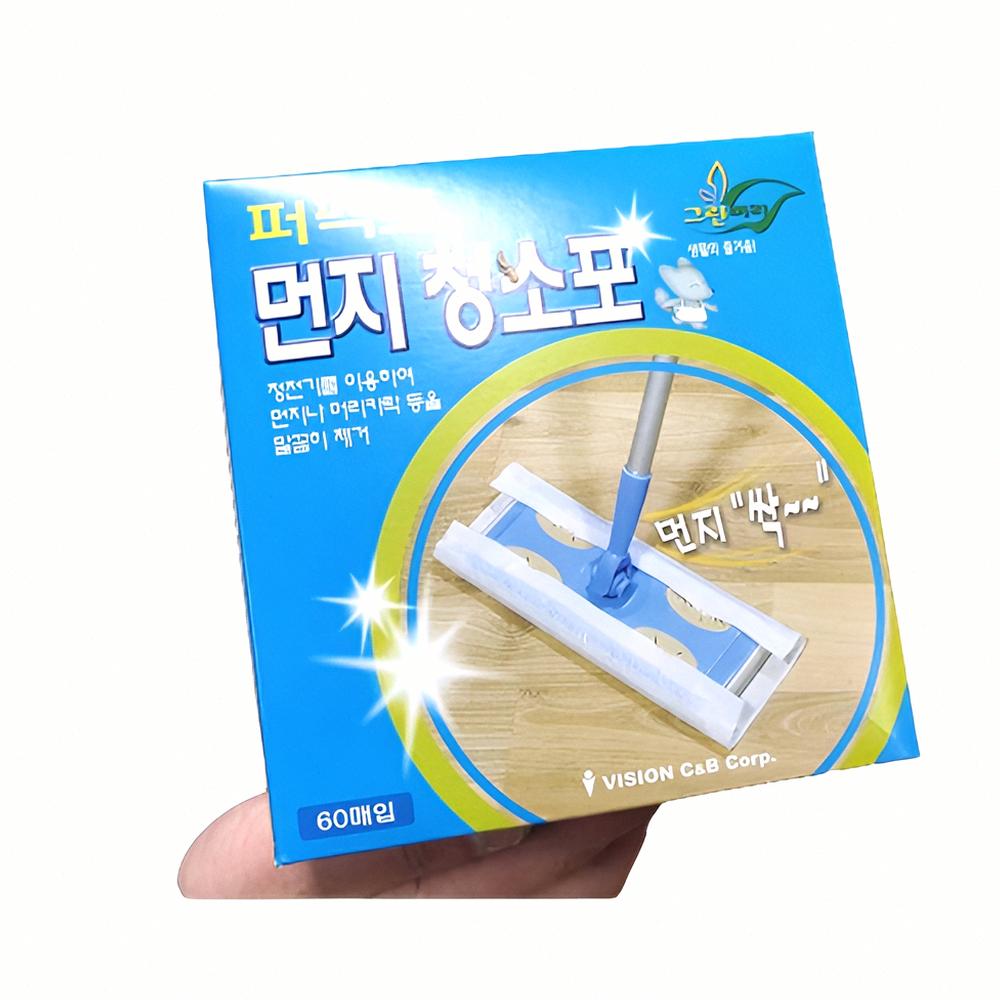 퍼
먼지 청소포
정전기를 이용하여
먼지나 머리카락 등을
말끔히 제거
그린
먼지 "싹~~"
VISION C&B Corp.
60매입